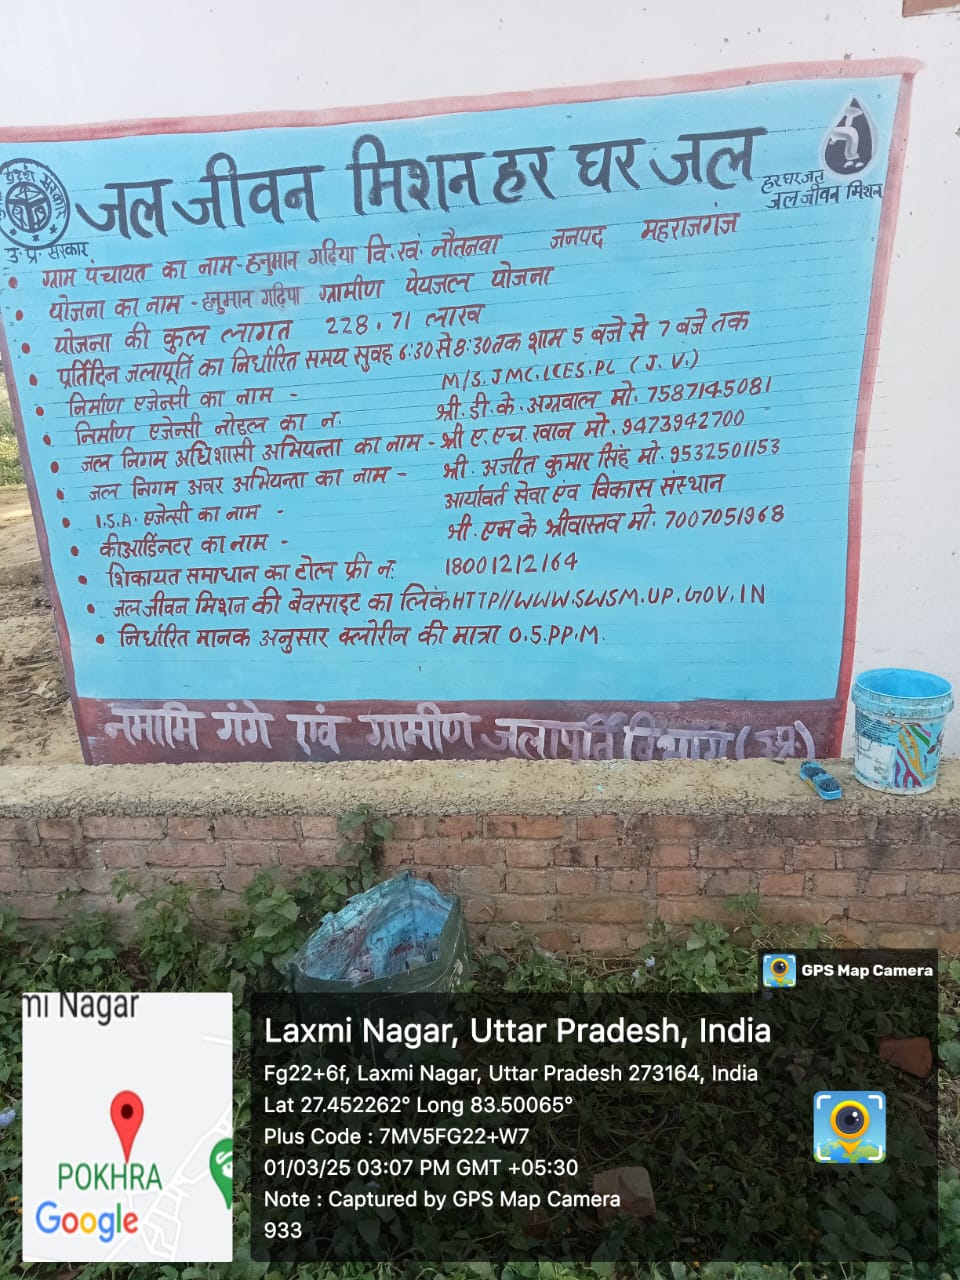 जल जीवन मिशन हर घर जल
उ.प्र. सरकार
हर घर जल
जल जीवन मिशन
• ग्राम पंचायत का नाम - हनुमान गढ़िया वि.ख. नौतनवा जनपद महराजगंज
• योजना का नाम - हनुमान गढ़िया ग्रामीण पेयजल योजना
• योजना की कुल लागत 228.71 लाख
• प्रतिदिन जलापूर्ति का निर्धारित समय सुवह 6:30 से 8:30 तक शाम 5 बजे से 7 बजे तक
• निर्माण एजेन्सी का नाम - M/S. JMC. LCES. PL (J. V.)
• निर्माण एजेन्सी नोडल का नं. श्री. डी. के. अग्रवाल मो. 7587145081
• जल निगम अधिशासी अभियन्ता का नाम - श्री ए. एच. खान मो. 9473942700
• जल निगम अवर अभियन्ता का नाम - श्री. अजीत कुमार सिंह मो. 9532501153
• I.S.A. एजेन्सी का नाम - आर्यावर्त सेवा एंव विकास संस्थान
• कीआर्डिनटर का नाम - श्री. एम के श्रीवास्तव मो. 7007051968
• शिकायत समाधान का टोल फ्री नं. 18001212164
• जल जीवन मिशन की बेवसाइट का लिंक HTTP//WWW.SWSM.UP.GOV.IN
• निर्धारित मानक अनुसार क्लोरीन की मात्रा 0.5.PP.M.
नमामि गंगे एंव ग्रामीण जलापूर्ति विभाग (उ.प्र.)
GPS Map Camera
mi Nagar
POKHRA
Google
Laxmi Nagar, Uttar Pradesh, India
Fg22+6f, Laxmi Nagar, Uttar Pradesh 273164, India
Lat 27.452262° Long 83.50065°
Plus Code : 7MV5FG22+W7
01/03/25 03:07 PM GMT +05:30
Note : Captured by GPS Map Camera
933